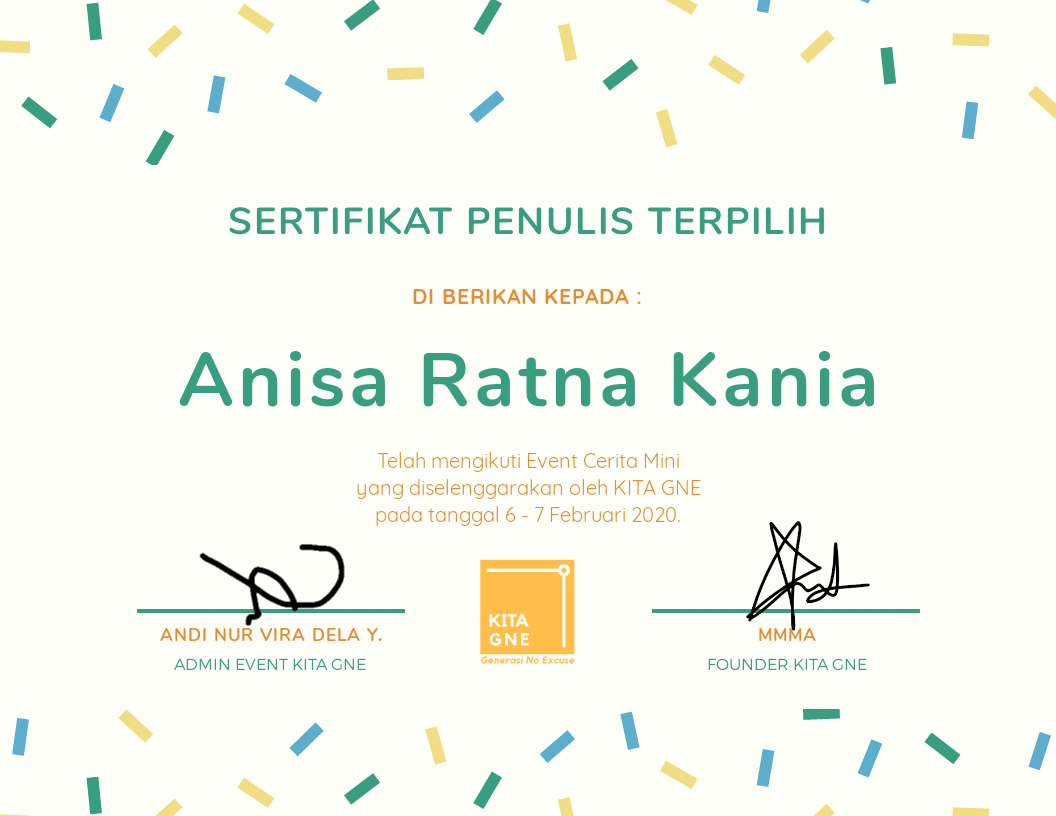 SERTIFIKAT PENULIS TERPILIH
DI BERIKAN KEPADA :
Anisa Ratna Kania
Telah mengikuti Event Cerita Mini
yang diselenggarakan oleh KITA GNE
pada tanggal 6 - 7 Februari 2020.
ANDI NUR VIRA DELA Y.
ADMIN EVENT KITA GNE
KITA
GNE
Generasi No Excuse
MMMA
FOUNDER KITA GNE